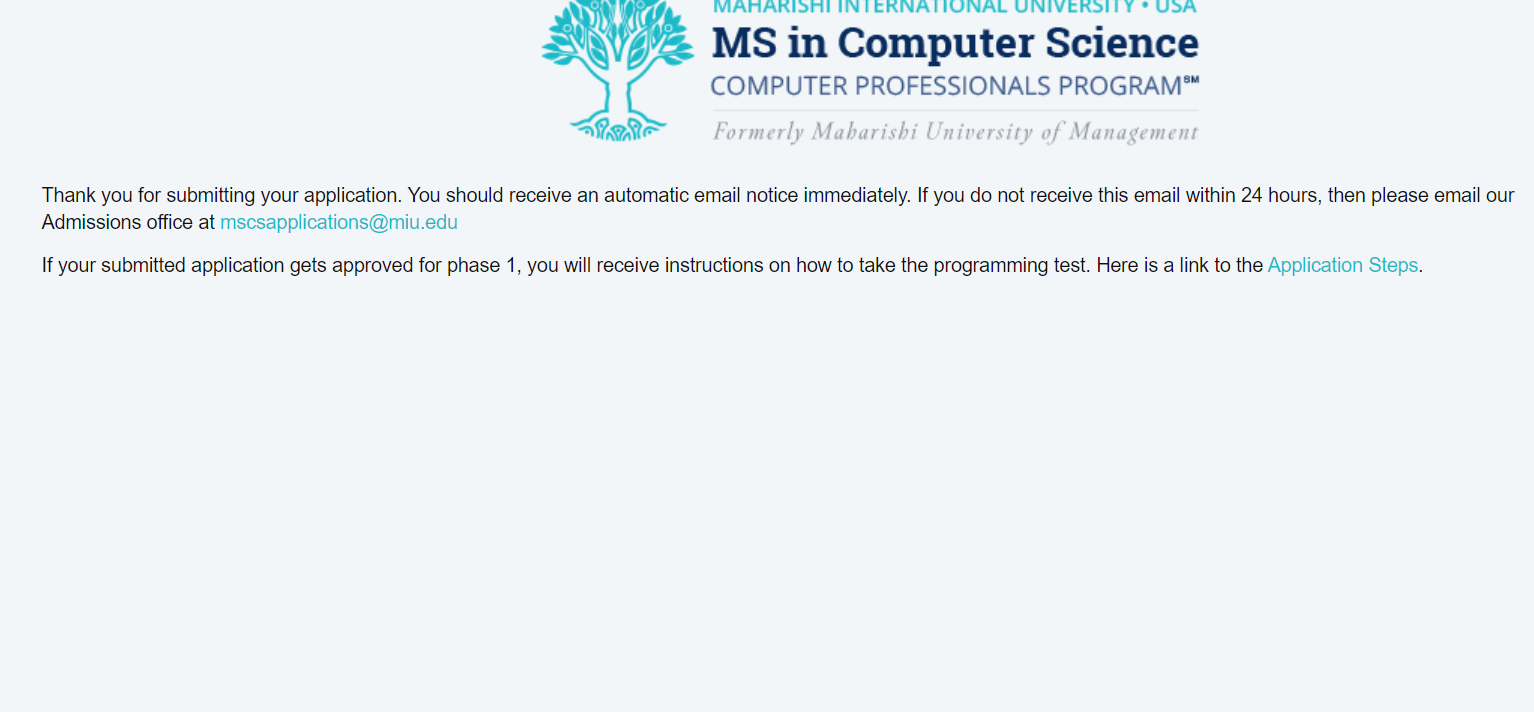 MAHARISHI INTERNATIONAL UNIVERSITY • USA
MS in Computer Science
COMPUTER PROFESSIONALS PROGRAM℠
Formerly Maharishi University of Management
Thank you for submitting your application. You should receive an automatic email notice immediately. If you do not receive this email within 24 hours, then please email our
Admissions office at mscsapplications@miu.edu
If your submitted application gets approved for phase 1, you will receive instructions on how to take the programming test. Here is a link to the Application Steps.